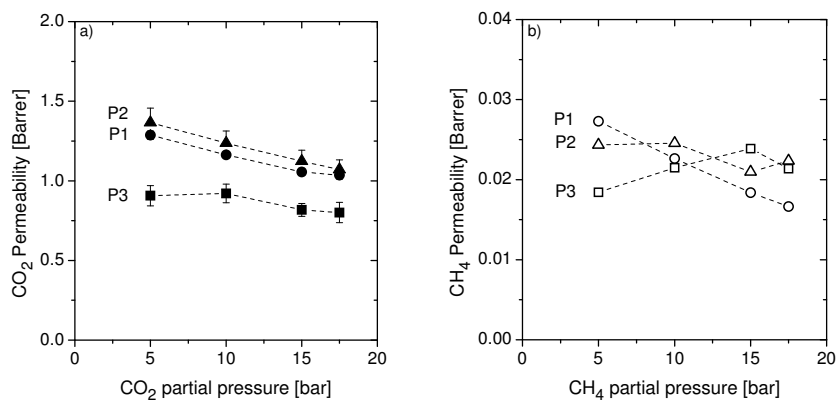 a)
CO2 Permeability [Barrer]
2.0
1.5
1.0
0.5
0.0
P2
P1
P3
0 5 10 15 20
CO2 partial pressure [bar]
b)
CH4 Permeability [Barrer]
0.04
0.03
0.02
0.01
0.00
P1
P2
P3
0 5 10 15 20
CH4 partial pressure [bar]